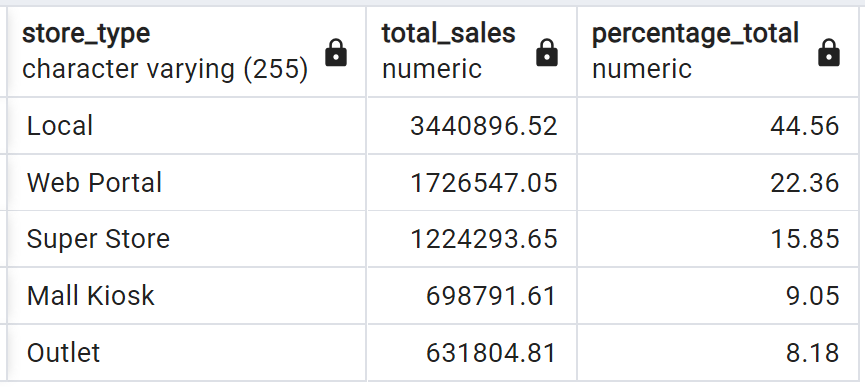 store_type total_sales percentage_total
character varying (255) numeric numeric
Local 3440896.52 44.56
Web Portal 1726547.05 22.36
Super Store 1224293.65 15.85
Mall Kiosk 698791.61 9.05
Outlet 631804.81 8.18